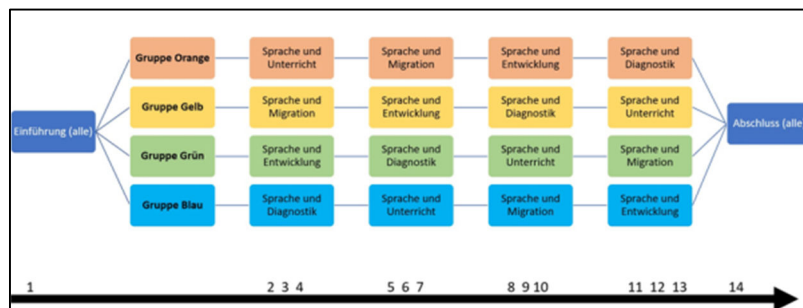 Gruppe Orange
Sprache und
Unterricht
Sprache und
Migration
Sprache und
Entwicklung
Sprache und
Diagnostik
Einführung (alle)
Gruppe Gelb
Sprache und
Migration
Sprache und
Entwicklung
Sprache und
Diagnostik
Sprache und
Unterricht
Abschluss (alle
Gruppe Grün
Sprache und
Entwicklung
Sprache und
Diagnostik
Sprache und
Unterricht
Sprache und
Migration
Gruppe Blau
Sprache und
Diagnostik
Sprache und
Unterricht
Sprache und
Migration
Sprache und
Entwicklung
1 2 3 4 5 6 7 8 9 10 11 12 13 14